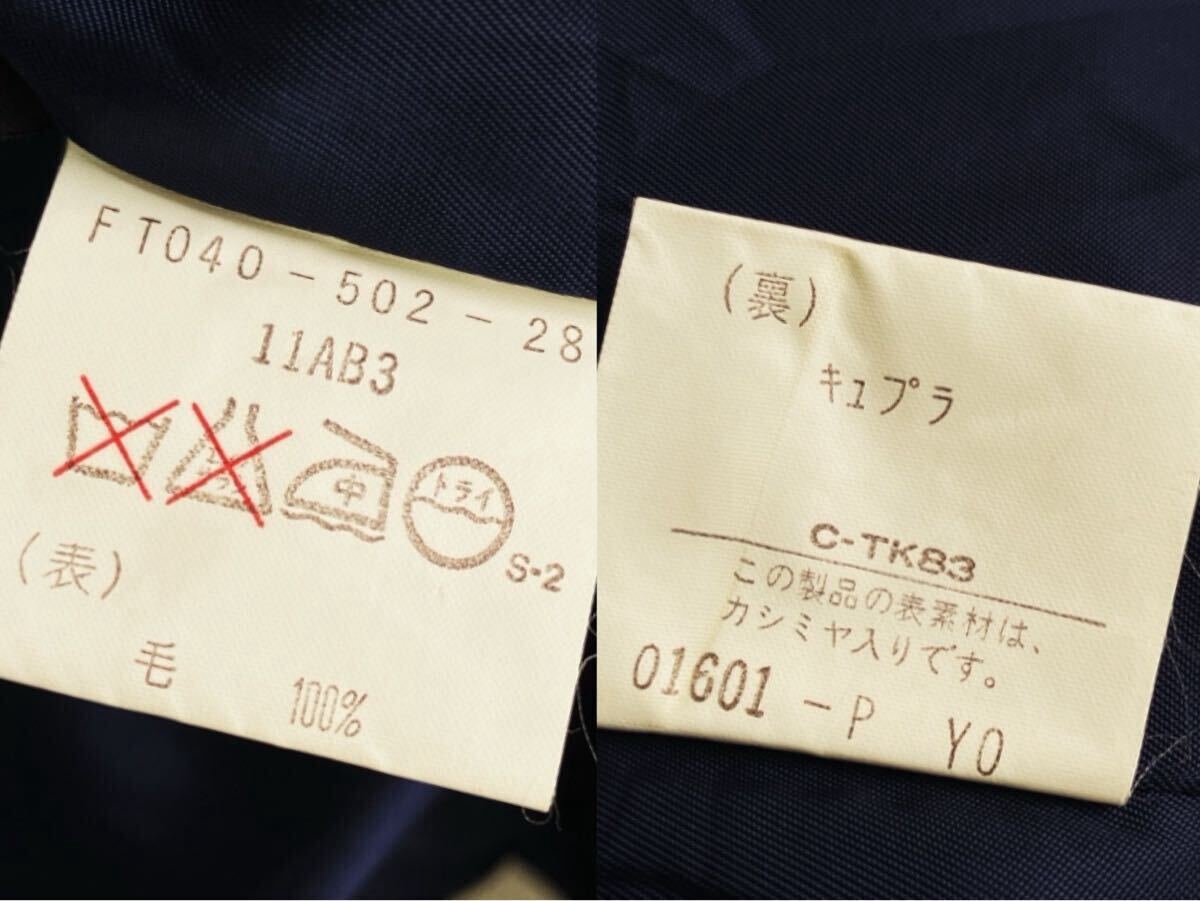 FT040-502-28
11AB3
中
ドライ
S-2
(表)
毛 100%
(裏)
キュプラ
C-TK83
この製品の表素材は、
カシミヤ入りです。
01601-P YO